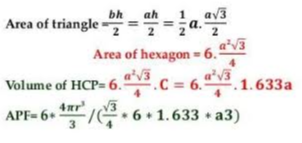 Area of triangle = bh/2 = ah/2 = 1/2 a. a√3/2
Area of hexagon = 6. a²√3/4
Volume of HCP= 6. a²√3/4 .C = 6. a²√3/4 .1.633a
APF= 6* 4πr³/3 /(√3/4 * 6 * 1.633 * a3)